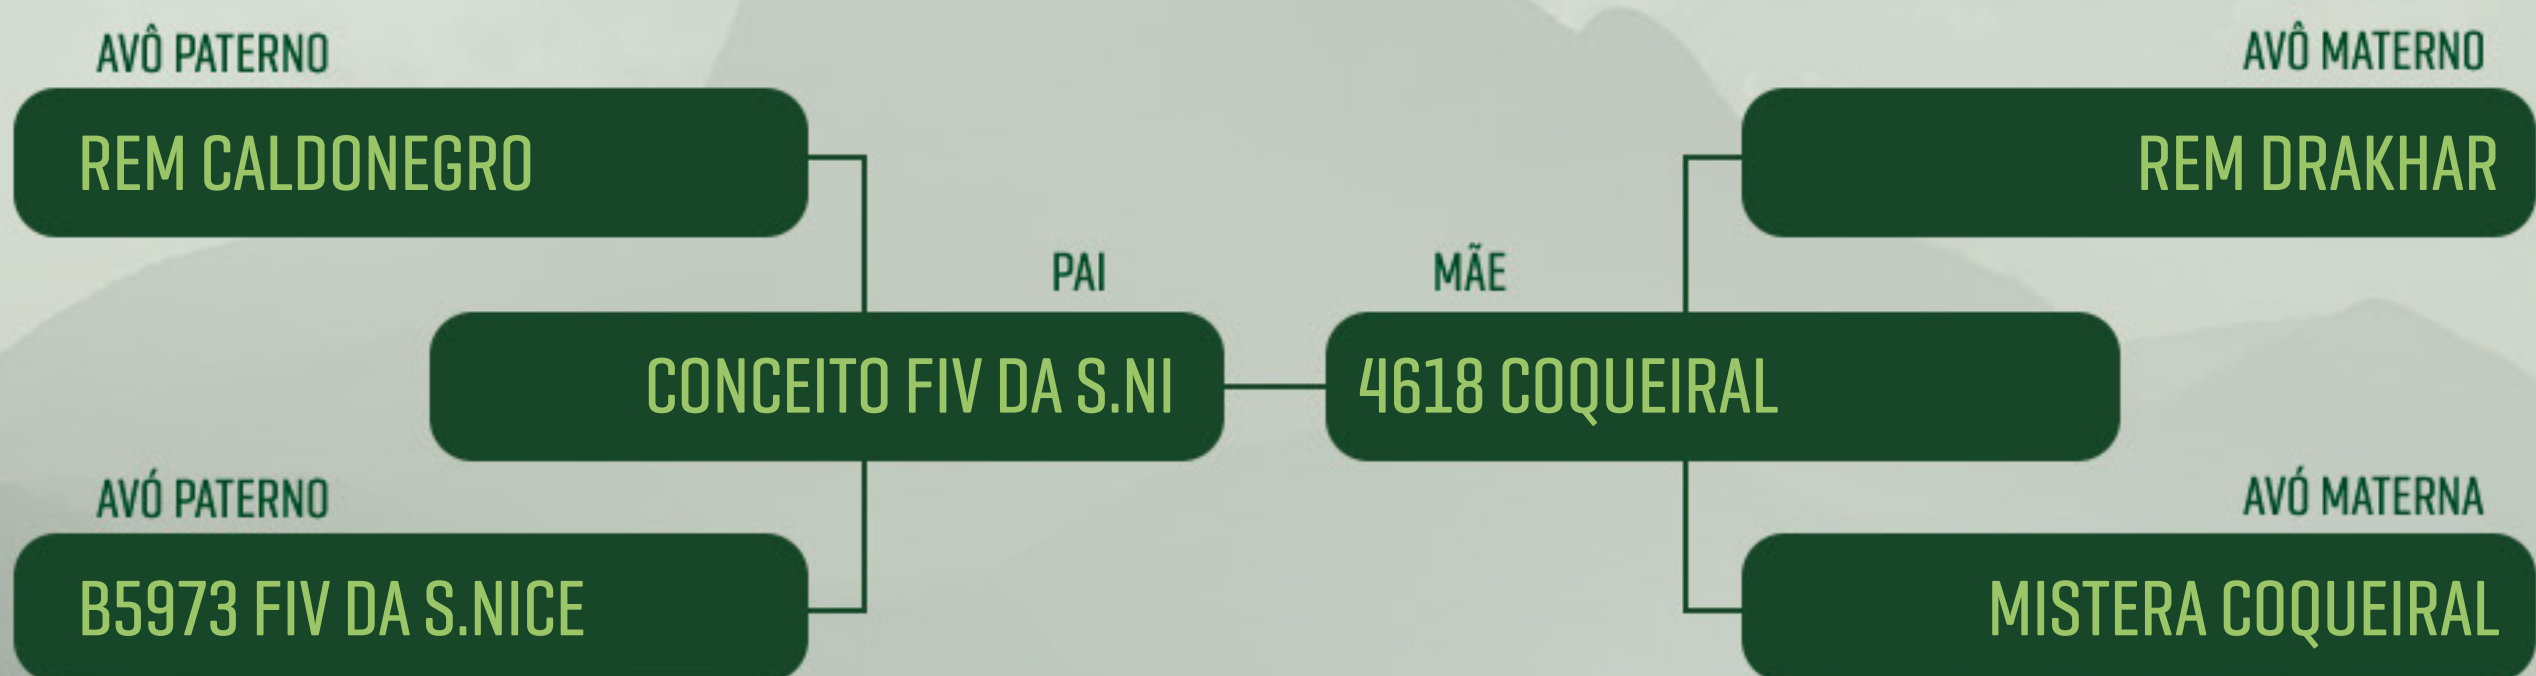 AVÔ PATERNO
REM CALDONEGRO
AVÔ MATERNO
REM DRAKHAR
PAI
CONCEITO FIV DA S.NI
MÃE
4618 COQUEIRAL
AVÓ PATERNO
B5973 FIV DA S.NICE
AVÓ MATERNA
MISTERA COQUEIRAL